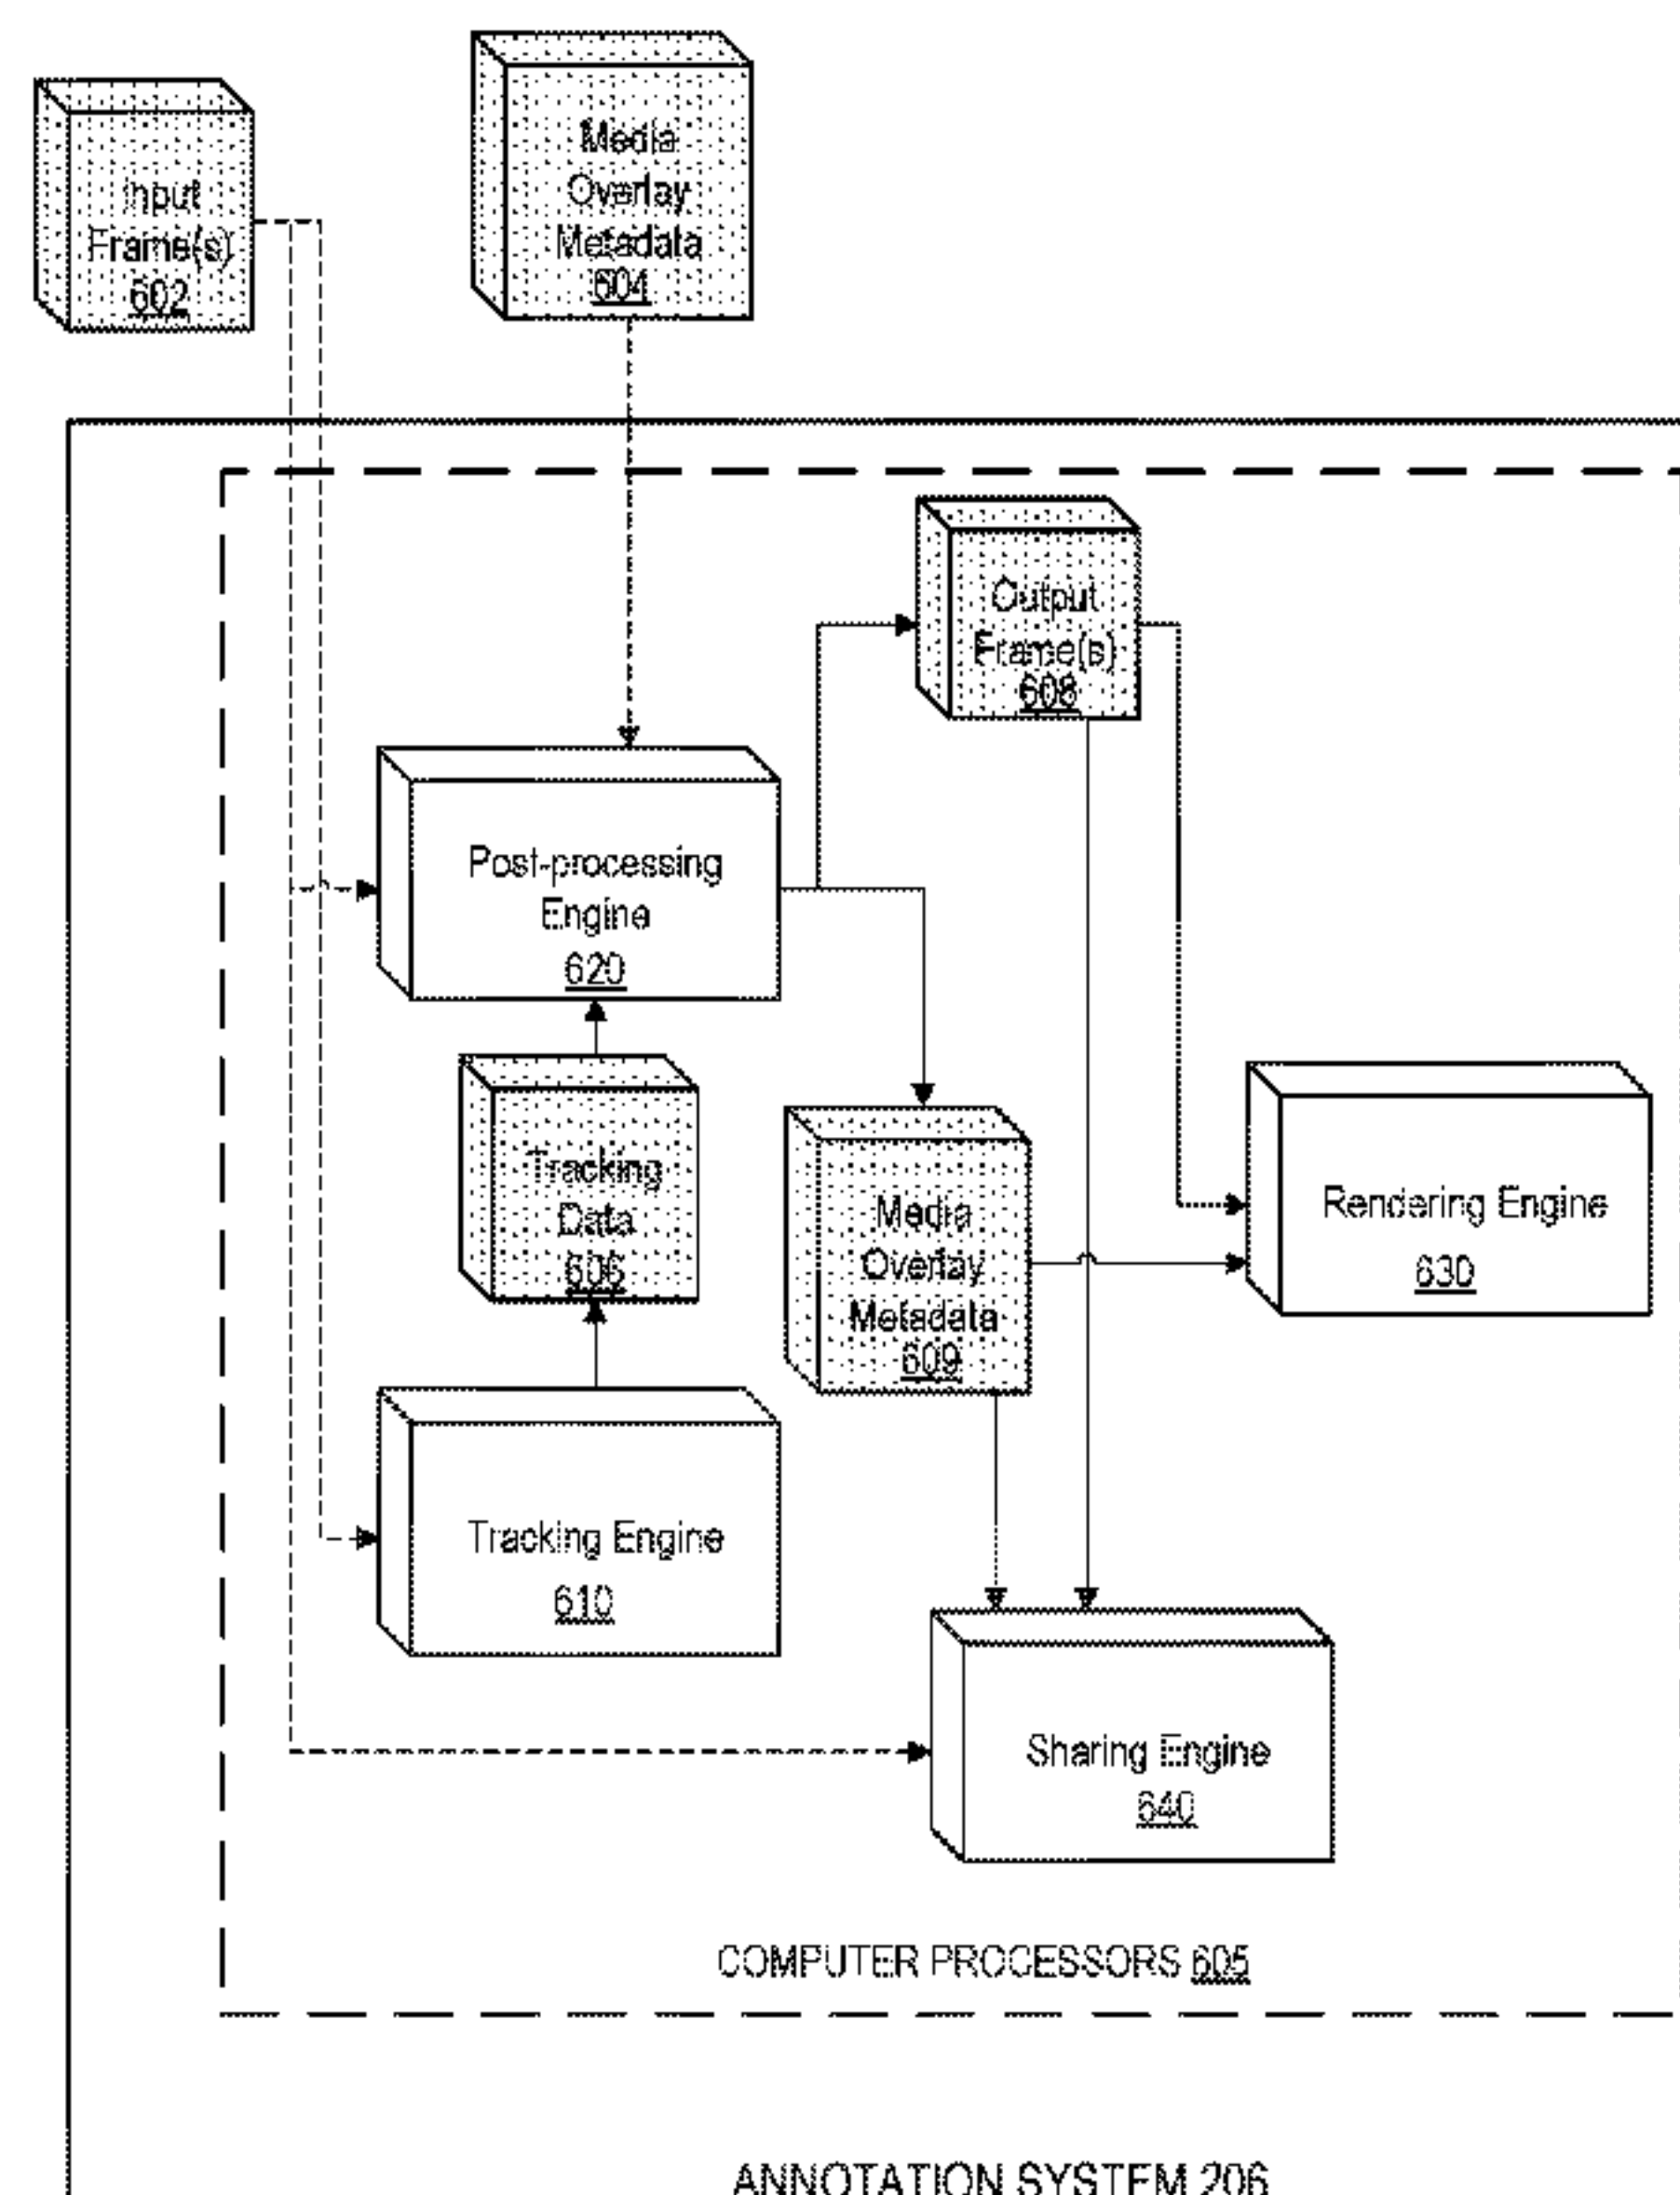 Input
Frame(s)
602
Media
Overlay
Metadata
604
Output
Frame(s)
608
Post-processing
Engine
620
Tracking
Data
606
Media
Overlay
Metadata
609
Rendering Engine
630
Tracking Engine
610
Sharing Engine
640
COMPUTER PROCESSORS 605
ANNOTATION SYSTEM 206